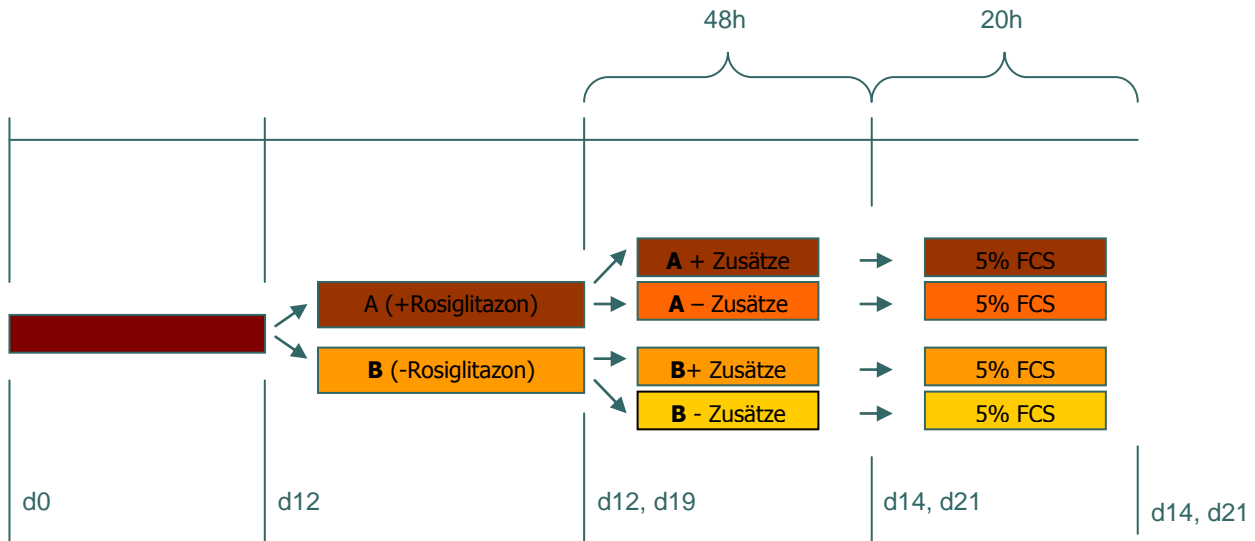 48h
20h
A + Zusätze
5% FCS
A (+Rosiglitazon)
A – Zusätze
5% FCS
B (-Rosiglitazon)
B+ Zusätze
5% FCS
B - Zusätze
5% FCS
d0
d12
d12, d19
d14, d21
d14, d21